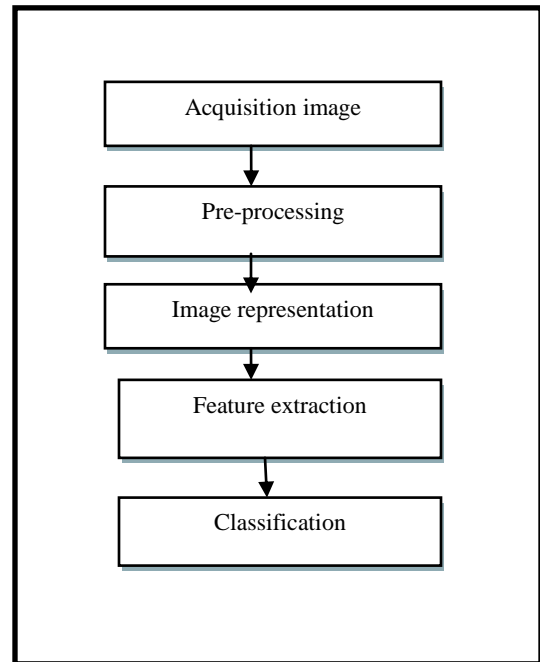 Acquisition image
Pre-processing
Image representation
Feature extraction
Classification